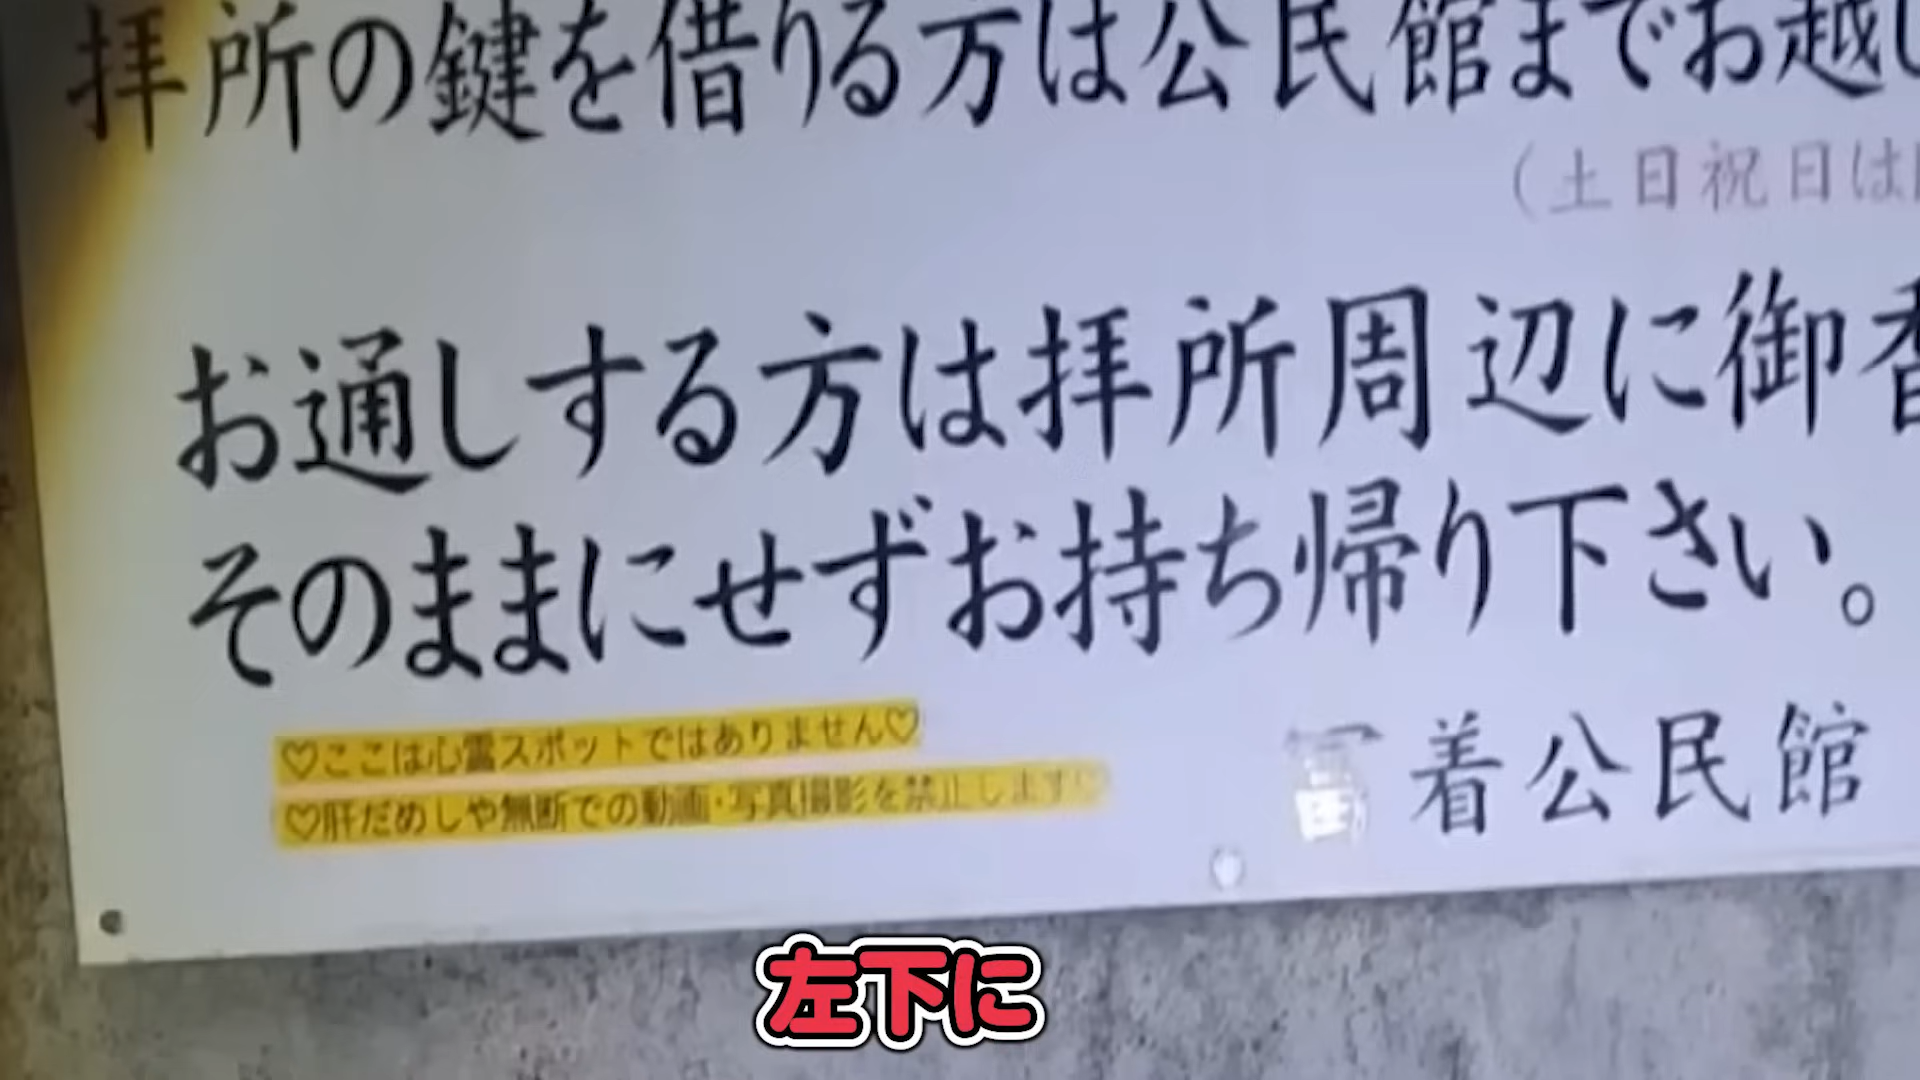 拝所の鍵を借りる方は公民館までお越し
(土日祝日は
お通しする方は拝所周辺に御香
そのままにせずお持ち帰り下さい。
♡ここは心霊スポットではありません♡
♡肝だめしや無断での動画・写真撮影を禁止します♡
着公民館
左下に